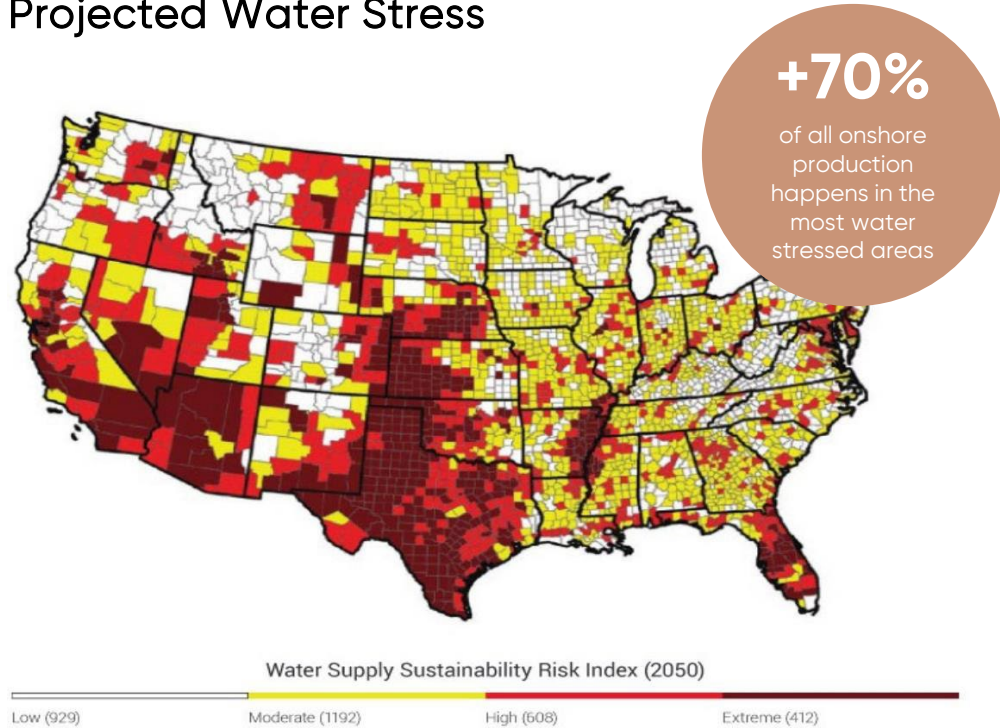 Projected Water Stress
+70%
of all onshore
production
happens in the
most water
stressed areas
Water Supply Sustainability Risk Index (2050)
Low (929)
Moderate (1192)
High (608)
Extreme (412)